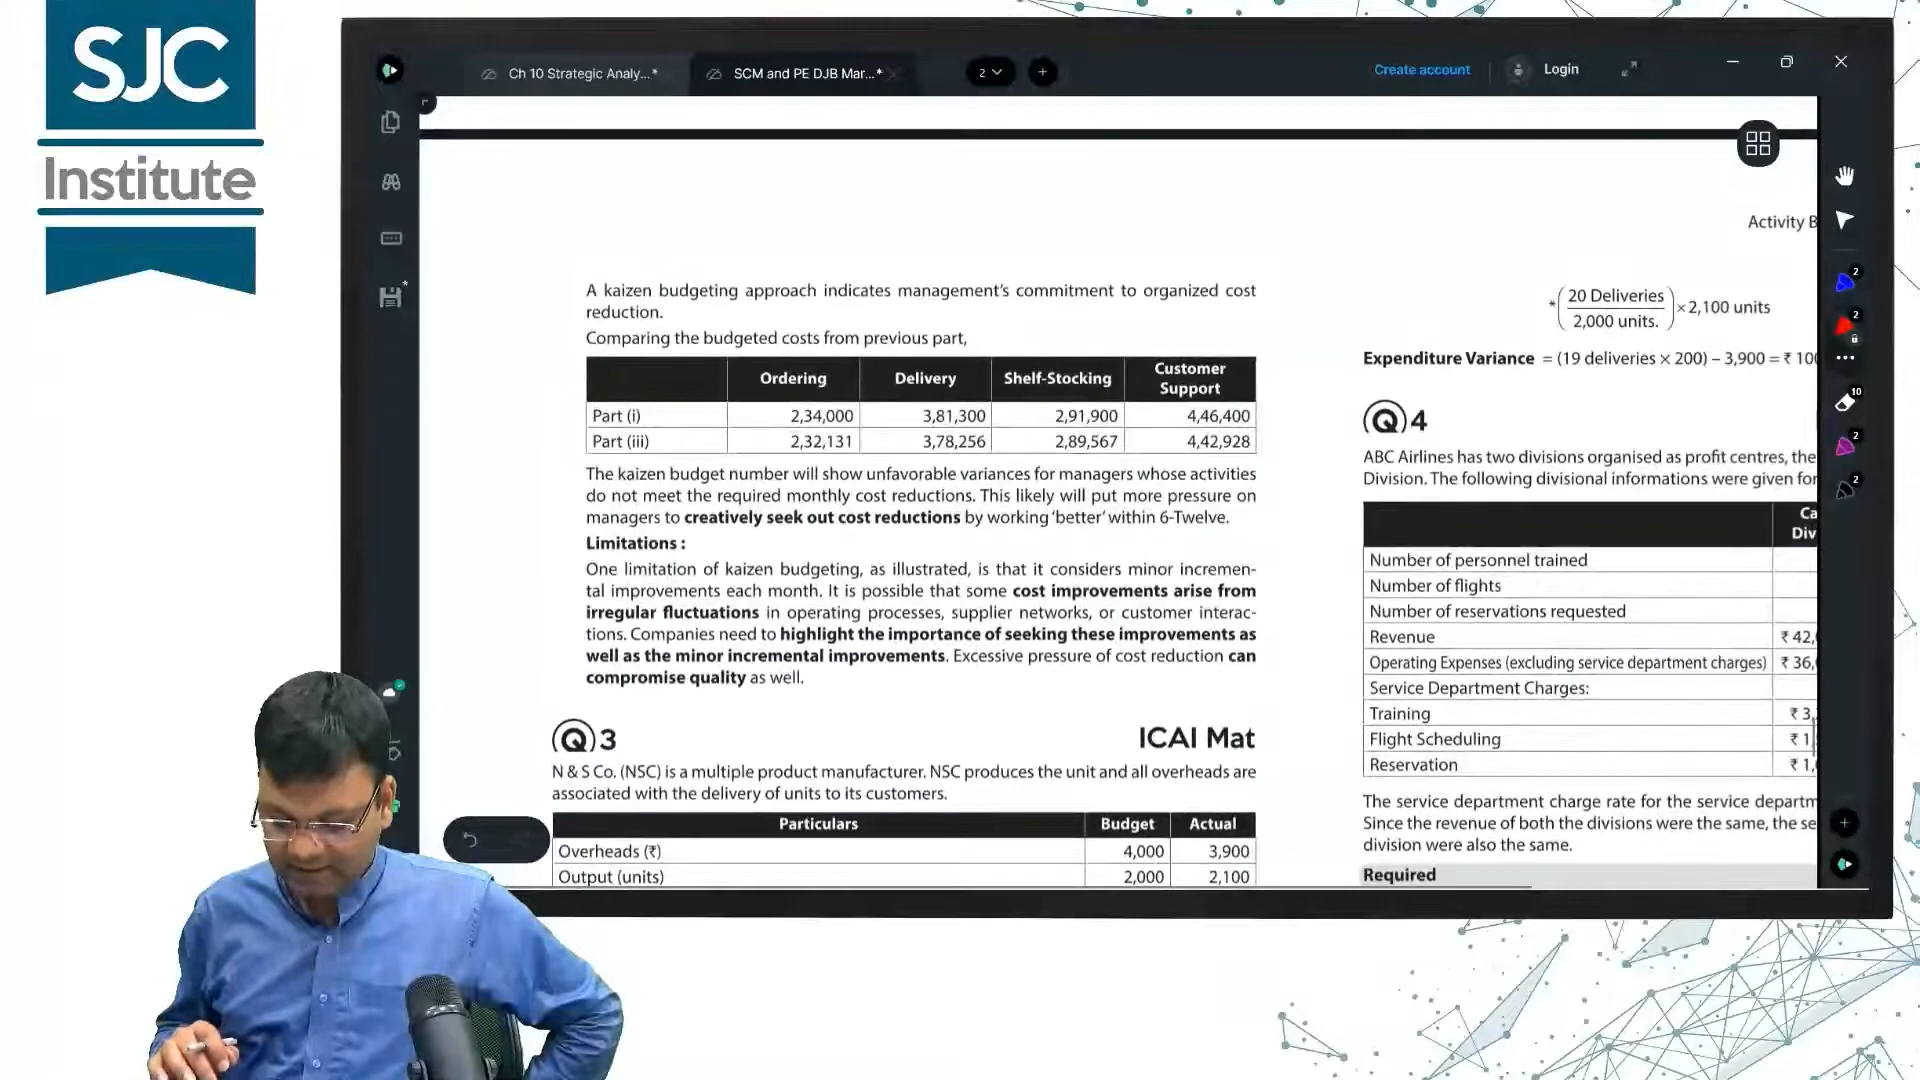 SJC
Institute
Ch 10 Strategic Analy...*
SCM and PE DJB Mar...*
2
Create account
Login
A kaizen budgeting approach indicates management's commitment to organized cost
reduction.
Comparing the budgeted costs from previous part,
Ordering Delivery Shelf-Stocking Customer Support
Part (i) 2,34,000 3,81,300 2,91,900 4,46,400
Part (iii) 2,32,131 3,78,256 2,89,567 4,42,928
The kaizen budget number will show unfavorable variances for managers whose activities
do not meet the required monthly cost reductions. This likely will put more pressure on
managers to creatively seek out cost reductions by working 'better' within 6-Twelve.
Limitations :
One limitation of kaizen budgeting, as illustrated, is that it considers minor incremen-
tal improvements each month. It is possible that some cost improvements arise from
irregular fluctuations in operating processes, supplier networks, or customer interac-
tions. Companies need to highlight the importance of seeking these improvements as
well as the minor incremental improvements. Excessive pressure of cost reduction can
compromise quality as well.
Q 3 ICAI Mat
N & S Co. (NSC) is a multiple product manufacturer. NSC produces the unit and all overheads are
associated with the delivery of units to its customers.
Particulars Budget Actual
Overheads (₹) 4,000 3,900
Output (units) 2,000 2,100
Activity B
*(20 Deliveries / 2,000 units.) × 2,100 units
Expenditure Variance = (19 deliveries × 200) – 3,900 = ₹ 100
Q 4
ABC Airlines has two divisions organised as profit centres, the
Division. The following divisional informations were given for
Ca
Div
Number of personnel trained
Number of flights
Number of reservations requested
Revenue ₹ 42,
Operating Expenses (excluding service department charges) ₹ 36,
Service Department Charges:
Training ₹ 3,
Flight Scheduling ₹ 1,
Reservation ₹ 1,
The service department charge rate for the service departm
Since the revenue of both the divisions were the same, the se
division were also the same.
Required
2
2
10
2
2